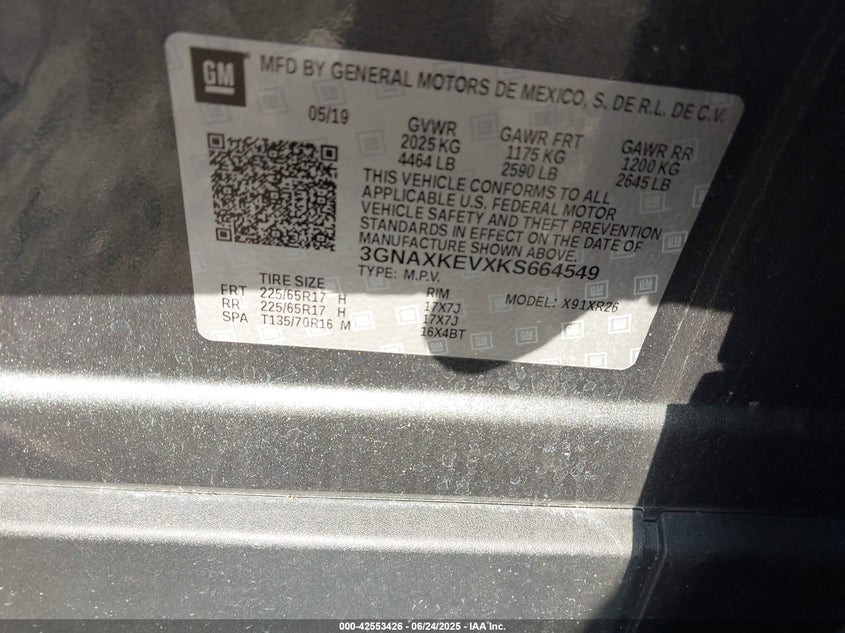 GM
MFD BY GENERAL MOTORS DE MEXICO, S. DE R.L. DE C.V.
05/19
GVWR
2025 KG
4464 LB
GAWR FRT
1175 KG
2590 LB
GAWR RR
1200 KG
2645 LB
THIS VEHICLE CONFORMS TO ALL
APPLICABLE U.S. FEDERAL MOTOR
VEHICLE SAFETY AND THEFT PREVENTION
STANDARDS IN EFFECT ON THE DATE OF
MANUFACTURE SHOWN ABOVE.
3GNAXKEVXKS664549
TYPE: M.P.V.
MODEL: X91XR26
TIRE SIZE RIM
FRT 225/65R17 H 17X7J
RR 225/65R17 H 17X7J
SPA T135/70R16 M 16X4BT
000-42553426 - 06/24/2025 - IAA Inc.